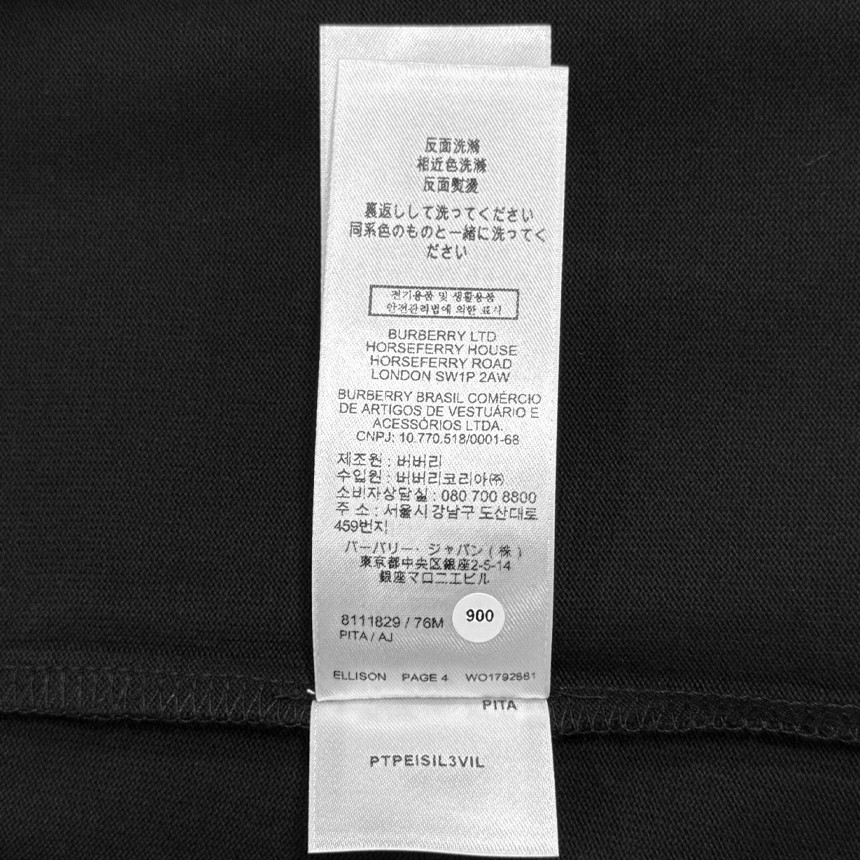 反面洗滌
相近色洗滌
反面熨燙
裏返しして洗ってください
同系色のものと一緒に洗ってく
ださい
전기용품 및 생활용품
안전관리법에 의한 표시
BURBERRY LTD
HORSEFERRY HOUSE
HORSEFERRY ROAD
LONDON SW1P 2AW
BURBERRY BRASIL COMÉRCIO
DE ARTIGOS DE VESTUÁRIO E
ACESSÓRIOS LTDA.
CNPJ: 10.770.518/0001-68
제조원 : 버버리
수입원 : 버버리코리아㈜
소비자상담실 : 080 700 8800
주 소 : 서울시 강남구 도산대로
459번지
バーバリー・ジャパン(株)
東京都中央区銀座2-5-14
銀座マロニエビル
8111829 / 76M
900
PITA / AJ
ELLISON PAGE 4 WO1792661
PITA
PTPEISIL3VIL